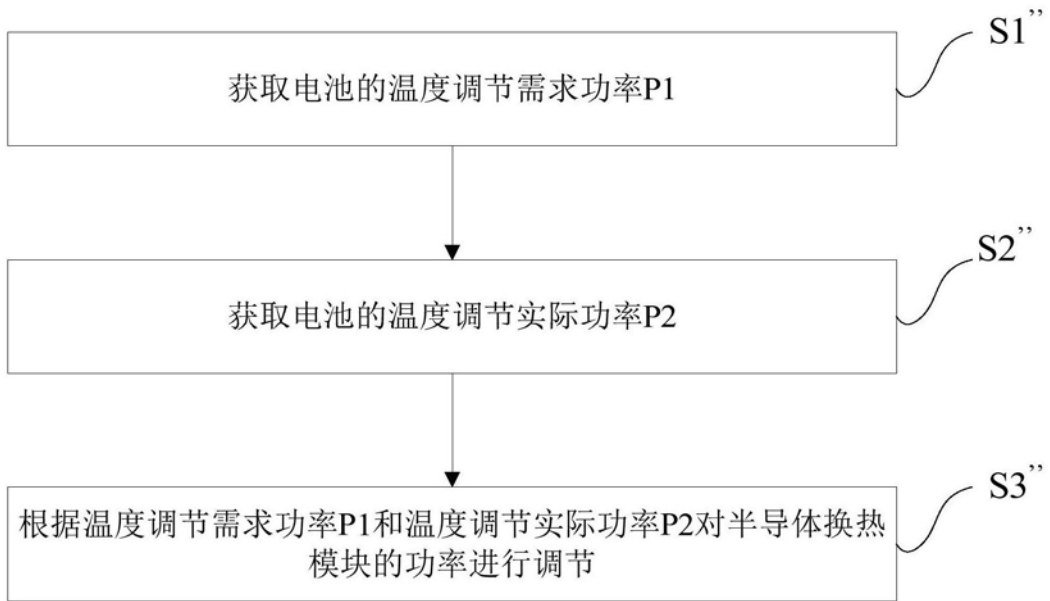 S1’’
获取电池的温度调节需求功率P1
S2’’
获取电池的温度调节实际功率P2
S3’’
根据温度调节需求功率P1和温度调节实际功率P2对半导体换热
模块的功率进行调节